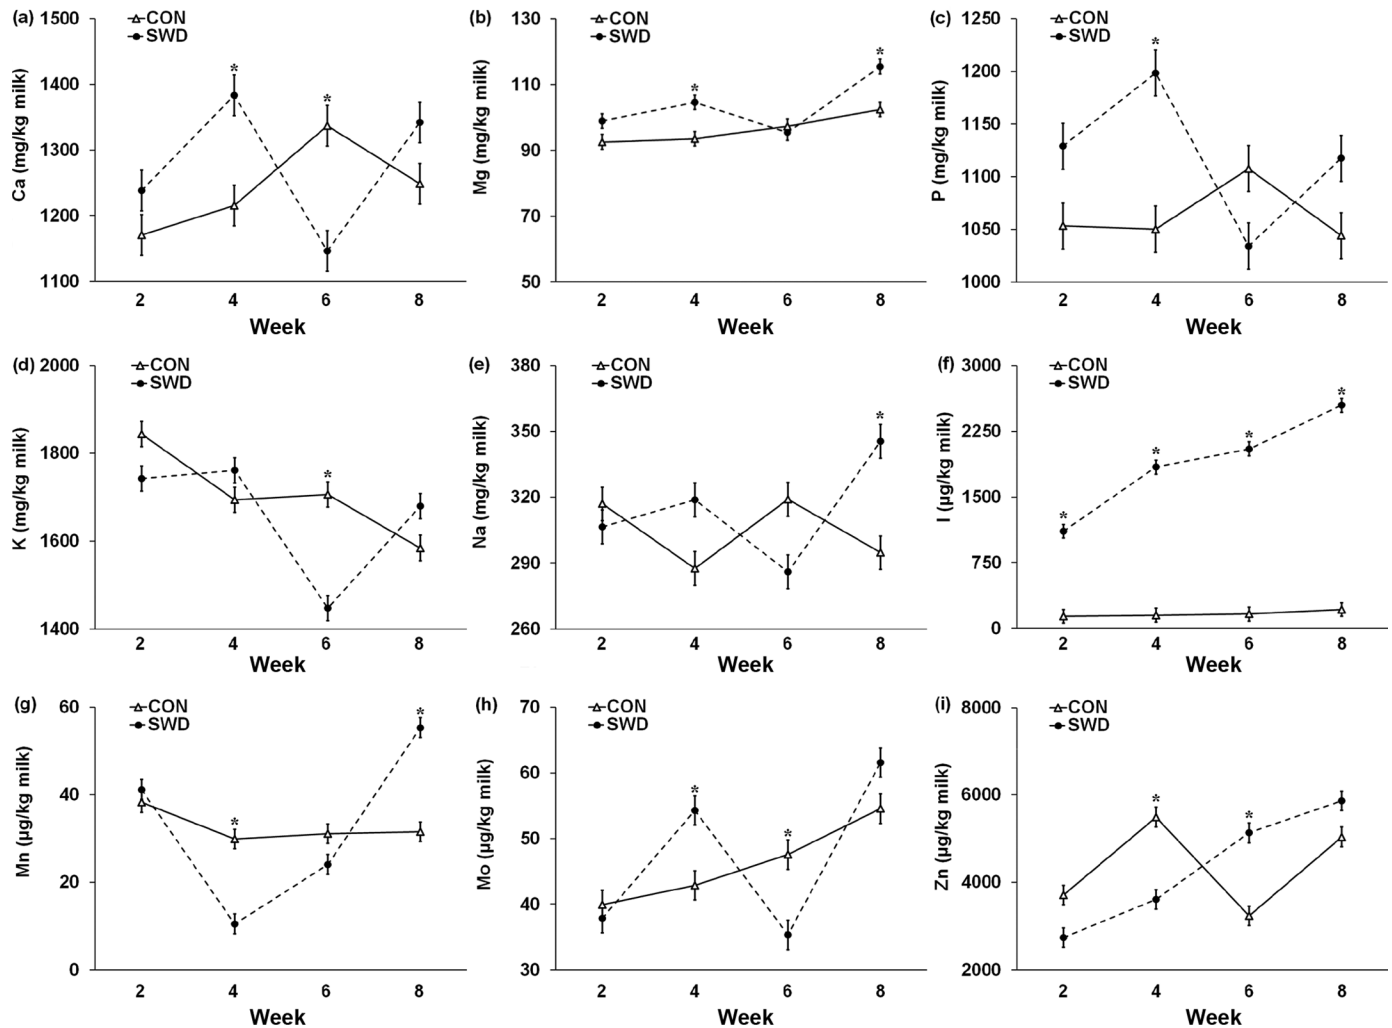 (a)
1500
1400
1300
1200
1100
Ca (mg/kg milk)
CON
SWD
*
*
2 4 6 8
Week
(b)
130
110
90
70
50
Mg (mg/kg milk)
CON
SWD
*
*
2 4 6 8
Week
(c)
1250
1200
1150
1100
1050
1000
P (mg/kg milk)
CON
SWD
*
2 4 6 8
Week
(d)
2000
1800
1600
1400
K (mg/kg milk)
CON
SWD
*
2 4 6 8
Week
(e)
380
350
320
290
260
Na (mg/kg milk)
CON
SWD
*
2 4 6 8
Week
(f)
3000
2250
1500
750
0
I (µg/kg milk)
CON
SWD
*
*
*
*
2 4 6 8
Week
(g)
60
40
20
0
Mn (µg/kg milk)
CON
SWD
*
*
2 4 6 8
Week
(h)
70
60
50
40
30
Mo (µg/kg milk)
CON
SWD
*
*
2 4 6 8
Week
(i)
8000
6000
4000
2000
Zn (µg/kg milk)
CON
SWD
*
*
2 4 6 8
Week